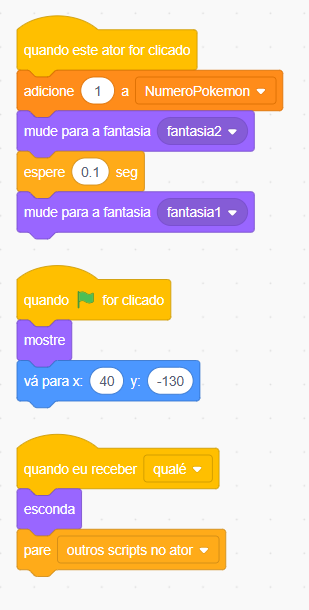 quando este ator for clicado
adicione 1 a NumeroPokemon
mude para a fantasia fantasia2
espere 0.1 seg
mude para a fantasia fantasia1
quando for clicado
mostre
vá para x: 40 y: -130
quando eu receber qualé
esconda
pare outros scripts no ator